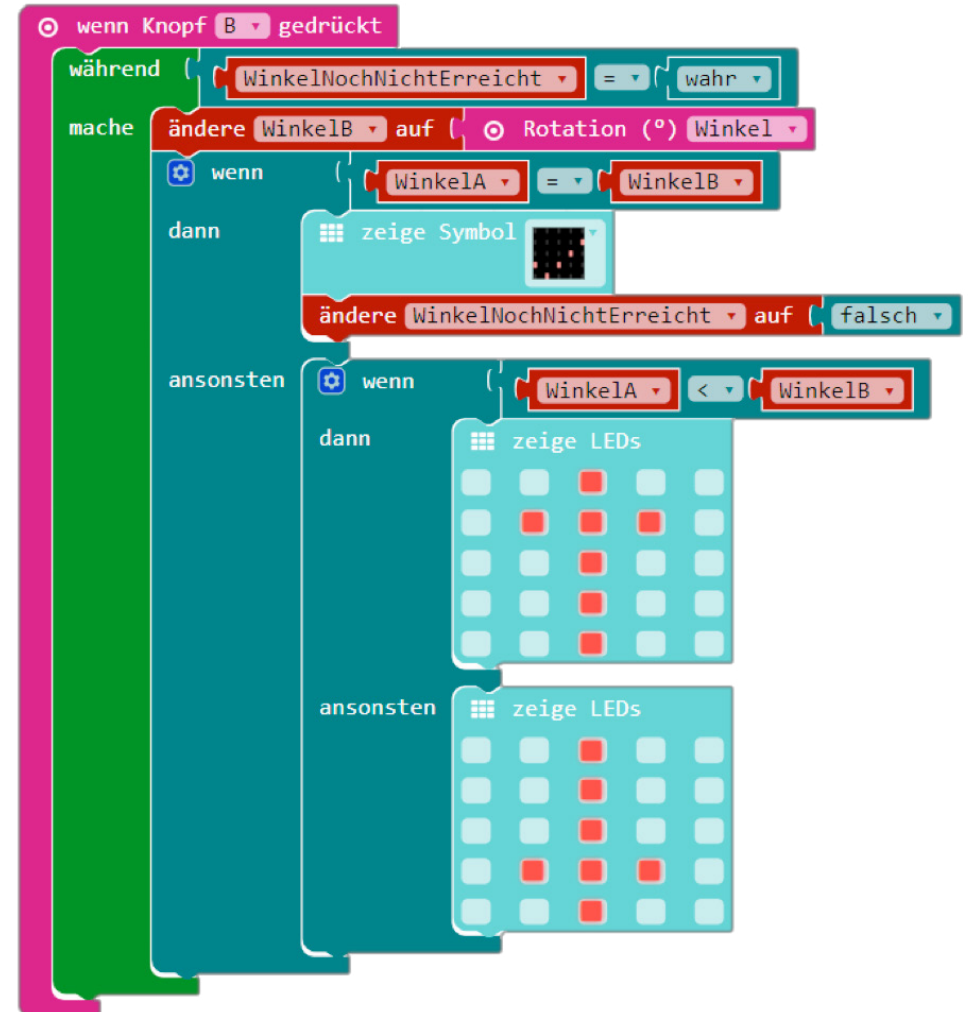 wenn Knopf B gedrückt
während WinkelNochNichtErreicht = wahr
mache ändere WinkelB auf Rotation (°) Winkel
wenn WinkelA = WinkelB
dann zeige Symbol
ändere WinkelNochNichtErreicht auf falsch
ansonsten wenn WinkelA < WinkelB
dann zeige LEDs
ansonsten zeige LEDs